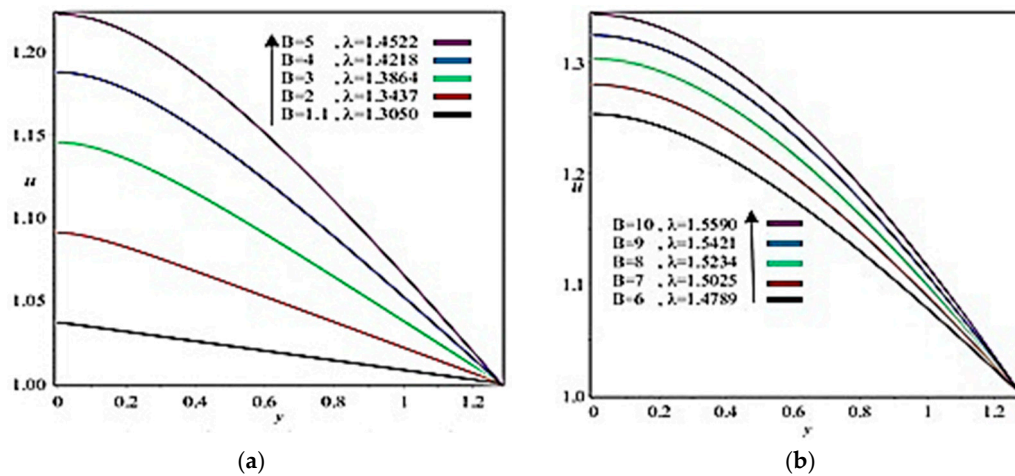 1.20
1.15
u
1.10
1.05
1.00
B=5 , λ=1.4522
B=4 , λ=1.4218
B=3 , λ=1.3864
B=2 , λ=1.3437
B=1.1, λ=1.3050
0 0.2 0.4 0.6 0.8 1 1.2
y
(a)
1.3
1.2
u
1.1
1.0
B=10 , λ=1.5590
B=9 , λ=1.5421
B=8 , λ=1.5234
B=7 , λ=1.5025
B=6 , λ=1.4789
0 0.2 0.4 0.6 0.8 1 1.2
y
(b)